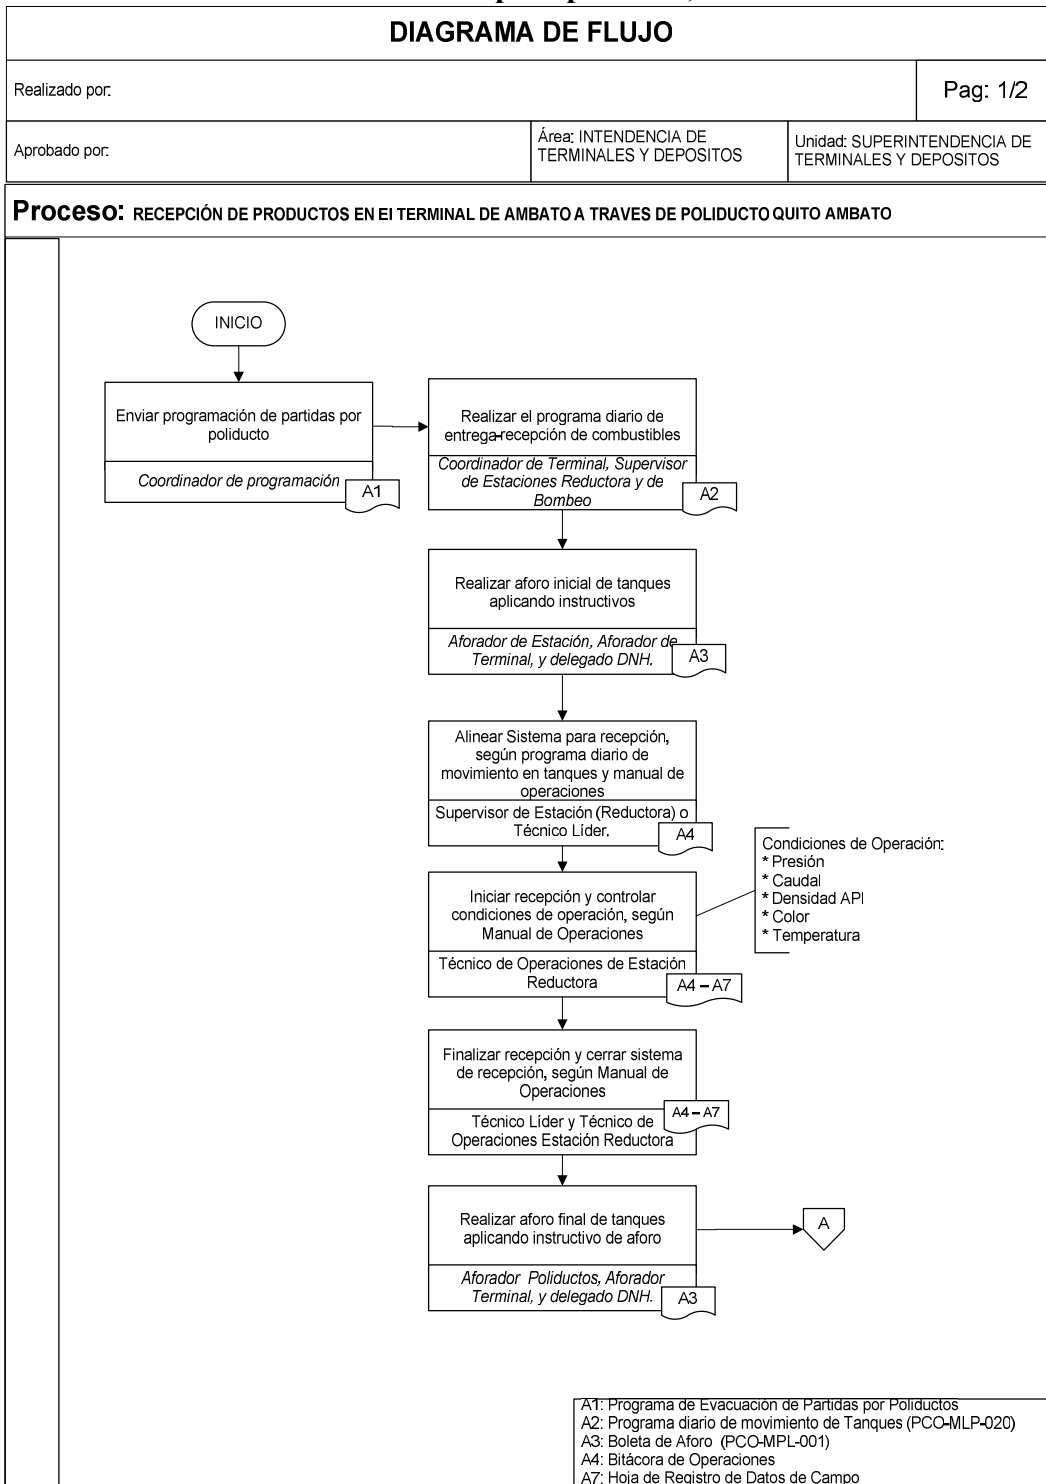 DIAGRAMA DE FLUJO
Realizado por:
Pag: 1/2
Aprobado por:
Área: INTENDENCIA DE
TERMINALES Y DEPOSITOS
Unidad: SUPERINTENDENCIA DE
TERMINALES Y DEPOSITOS
Proceso: RECEPCIÓN DE PRODUCTOS EN El TERMINAL DE AMBATO A TRAVES DE POLIDUCTO QUITO AMBATO
INICIO
Enviar programación de partidas por
poliducto
Coordinador de programación
A1
Realizar el programa diario de
entrega-recepción de combustibles
Coordinador de Terminal, Supervisor
de Estaciones Reductora y de
Bombeo
A2
Realizar aforo inicial de tanques
aplicando instructivos
Aforador de Estación, Aforador de
Terminal, y delegado DNH.
A3
Alinear Sistema para recepción,
según programa diario de
movimiento en tanques y manual de
operaciones
Supervisor de Estación (Reductora) o
Técnico Líder.
A4
Condiciones de Operación:
* Presión
* Caudal
* Densidad API
* Color
* Temperatura
Iniciar recepción y controlar
condiciones de operación, según
Manual de Operaciones
Técnico de Operaciones de Estación
Reductora
A4 – A7
Finalizar recepción y cerrar sistema
de recepción, según Manual de
Operaciones
Técnico Líder y Técnico de
Operaciones Estación Reductora
A4 – A7
Realizar aforo final de tanques
aplicando instructivo de aforo
Aforador Poliductos, Aforador
Terminal, y delegado DNH.
A3
A
A1: Programa de Evacuación de Partidas por Poliductos
A2: Programa diario de movimiento de Tanques (PCO-MLP-020)
A3: Boleta de Aforo (PCO-MPL-001)
A4: Bitácora de Operaciones
A7: Hoja de Registro de Datos de Campo